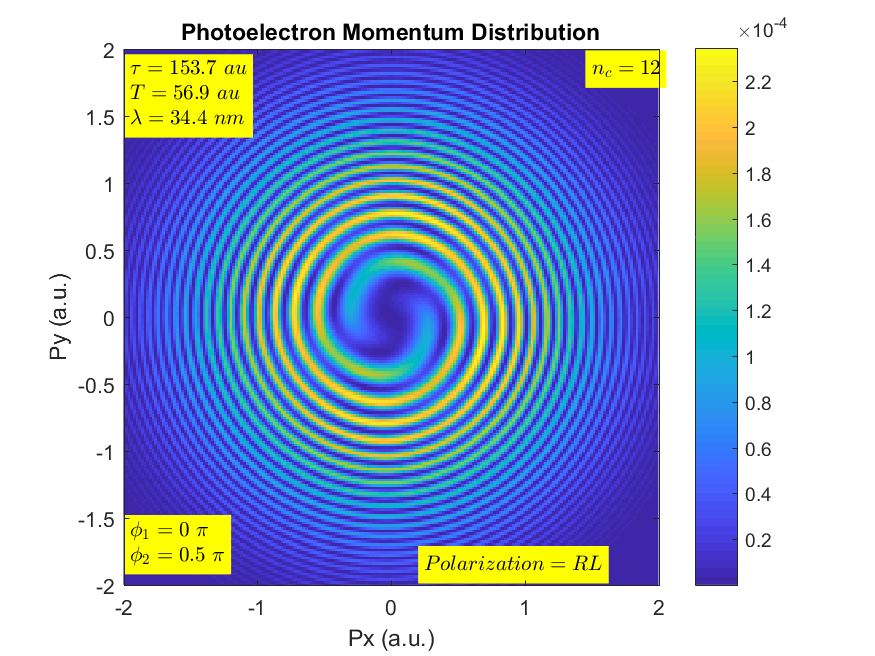 Photoelectron Momentum Distribution
×10⁻⁴
τ = 153.7 au
T = 56.9 au
λ = 34.4 nm
n_c = 12
ϕ₁ = 0 π
ϕ₂ = 0.5 π
Polarization = RL
2
1.5
1
0.5
0
-0.5
-1
-1.5
-2
Py (a.u.)
-2
-1
0
1
2
Px (a.u.)
2.2
2
1.8
1.6
1.4
1.2
1
0.8
0.6
0.4
0.2